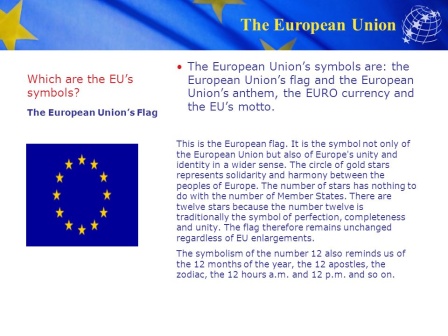 The European Union
Which are the EU's
symbols?
The European Union's Flag
• The European Union's symbols are: the
European Union's flag and the European
Union's anthem, the EURO currency and
the EU's motto.
This is the European flag. It is the symbol not only of
the European Union but also of Europe's unity and
identity in a wider sense. The circle of gold stars
represents solidarity and harmony between the
peoples of Europe. The number of stars has nothing to
do with the number of Member States. There are
twelve stars because the number twelve is
traditionally the symbol of perfection, completeness
and unity. The flag therefore remains unchanged
regardless of EU enlargements.
The symbolism of the number 12 also reminds us of
the 12 months of the year, the 12 apostles, the
zodiac, the 12 hours a.m. and 12 p.m. and so on.